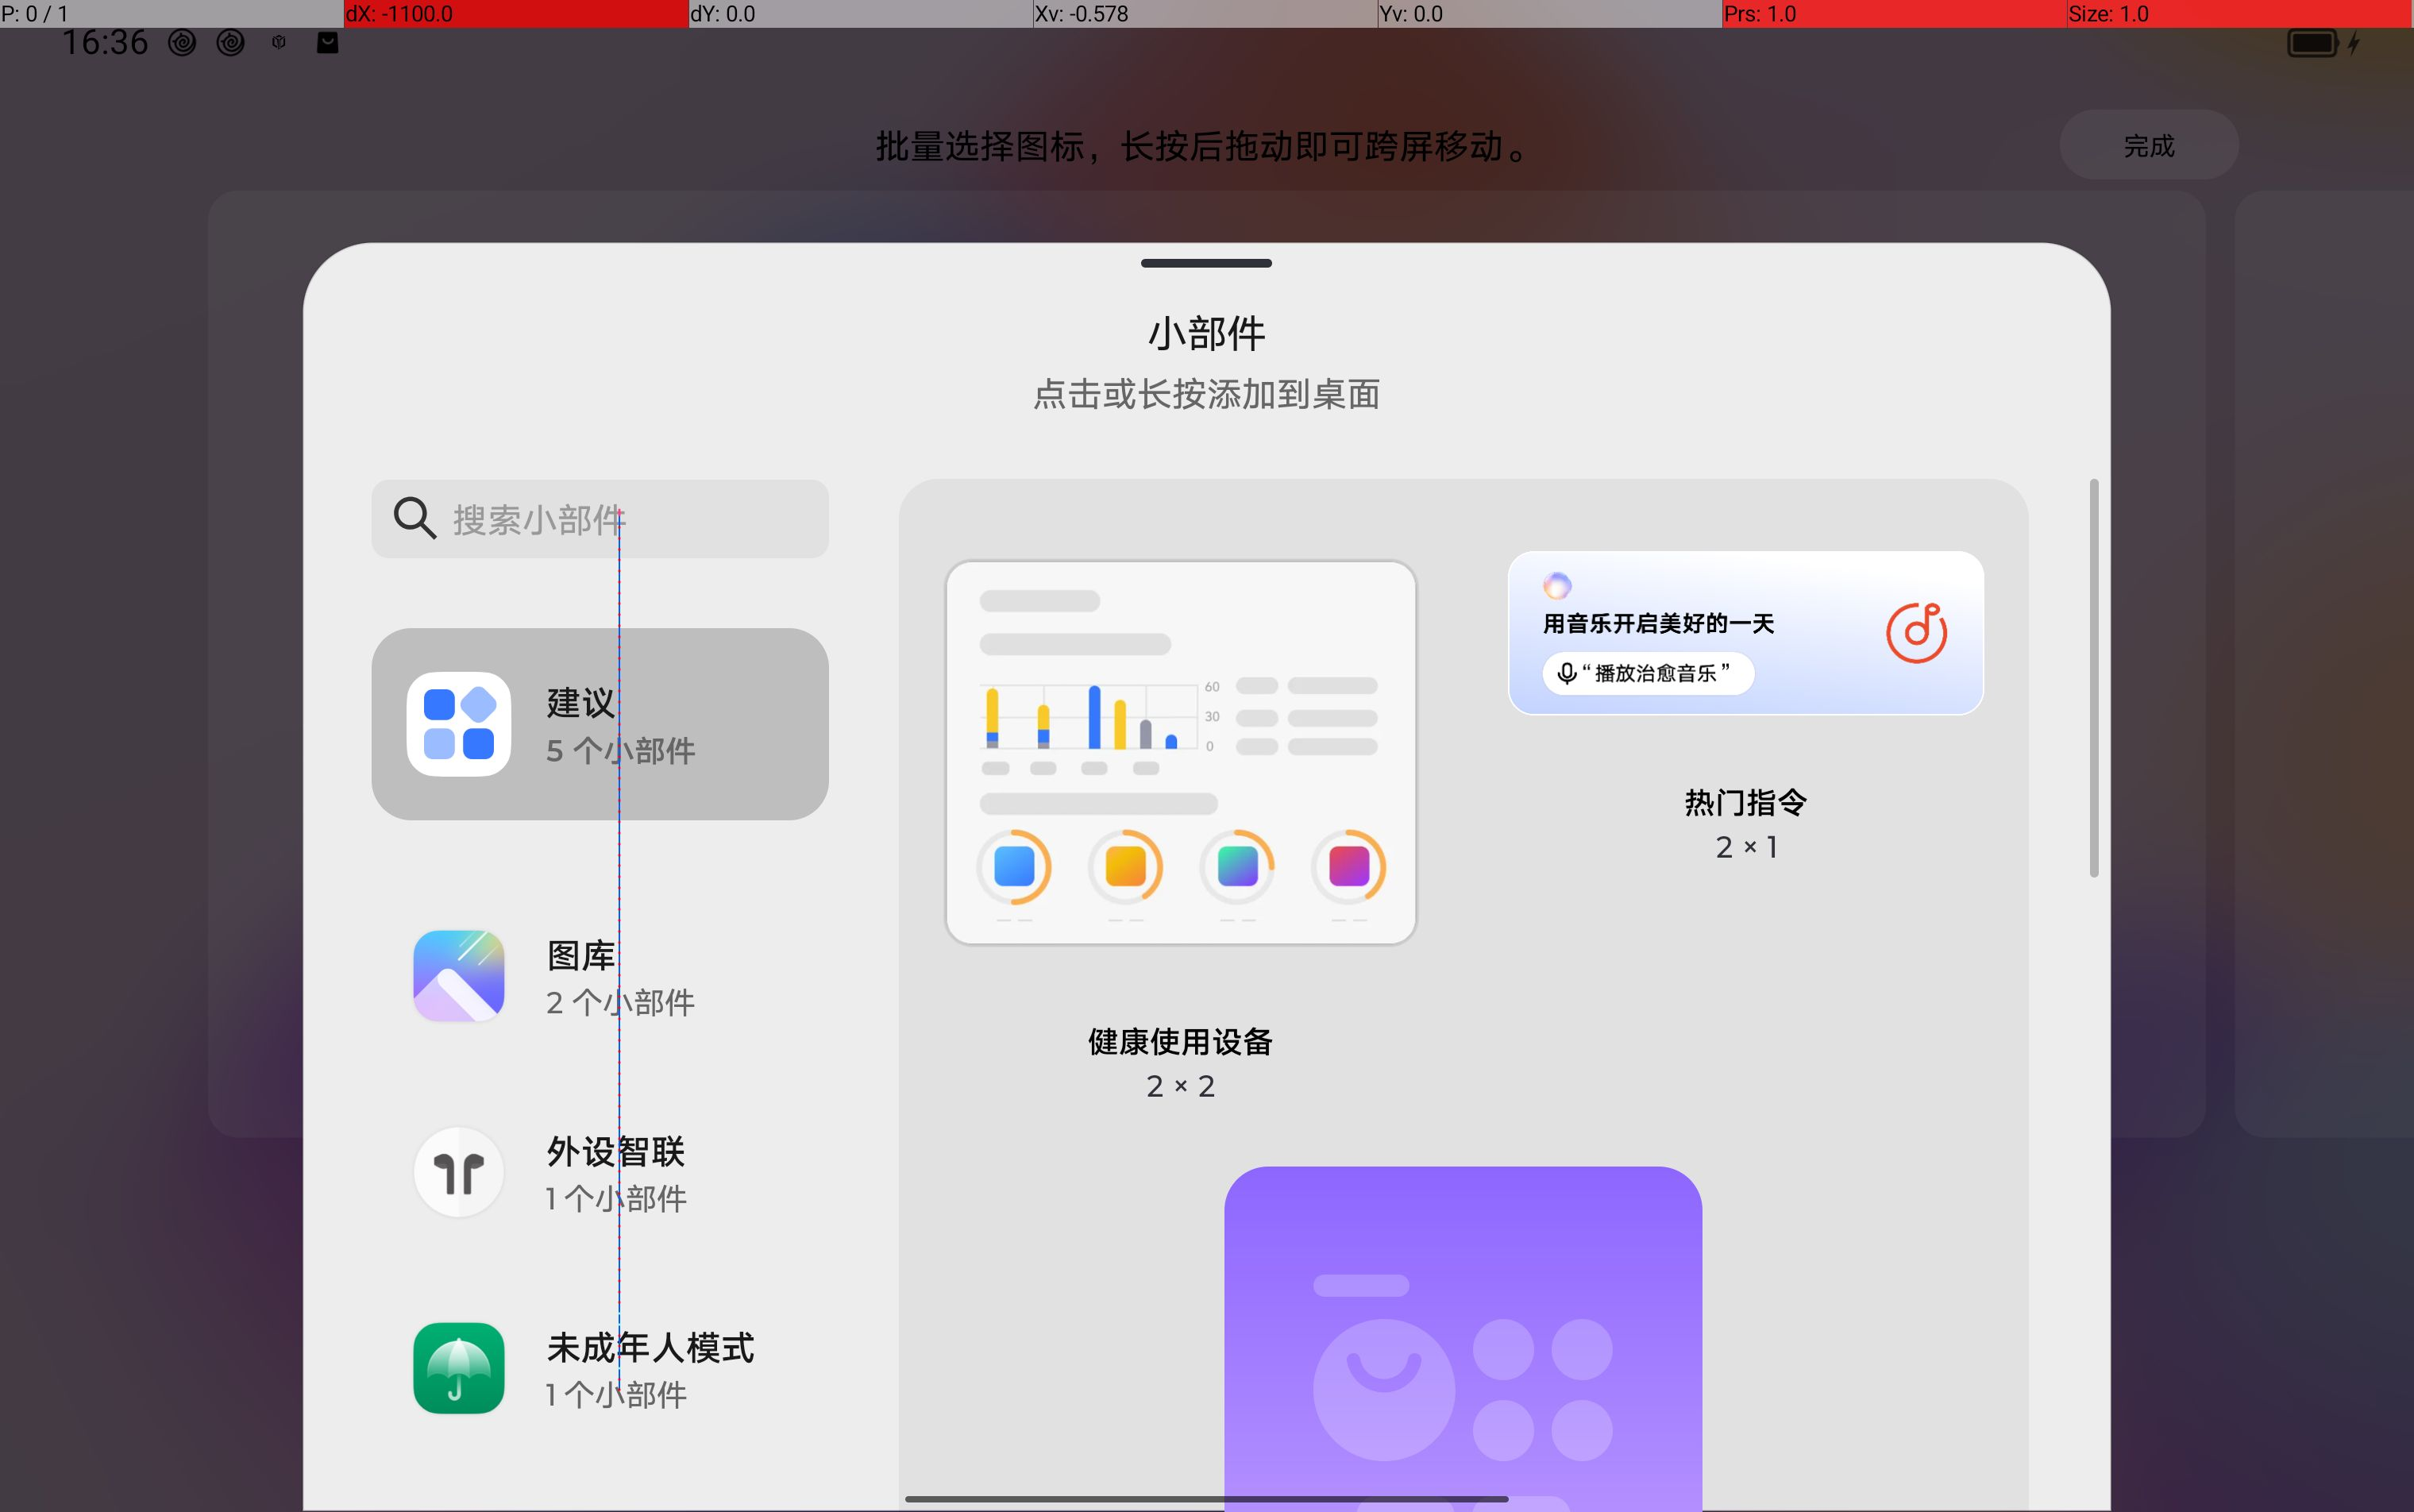 P: 0 / 1 dX: -1100.0 dY: 0.0 Xv: -0.578 Yv: 0.0 Prs: 1.0 Size: 1.0
16:36
批量选择图标，长按后拖动即可跨屏移动。
完成
小部件
点击或长按添加到桌面
搜索小部件
建议
5 个小部件
图库
2 个小部件
外设智联
1 个小部件
未成年人模式
1 个小部件
60
30
0
健康使用设备
2 × 2
用音乐开启美好的一天
“ 播放治愈音乐 ”
热门指令
2 × 1